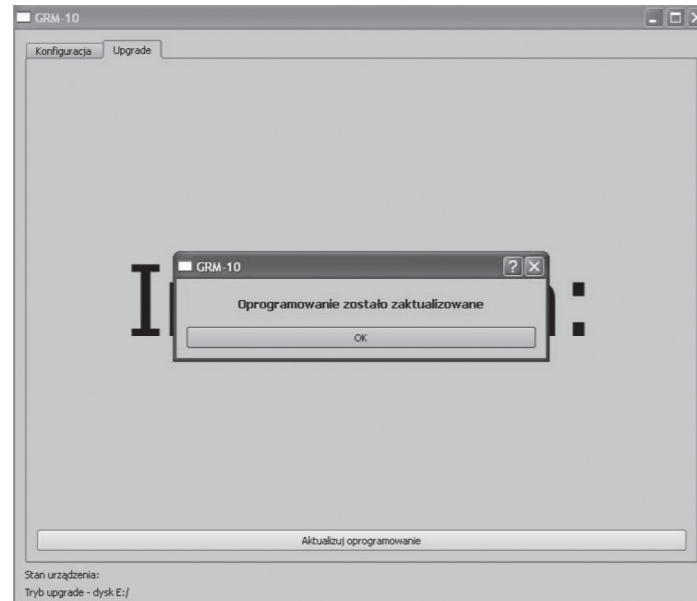 GRM-10
Konfiguracja Upgrade
GRM-10
Oprogramowanie zostało zaktualizowane
OK
Aktualizuj oprogramowanie
Stan urządzenia:
Tryb upgrade - dysk E:/